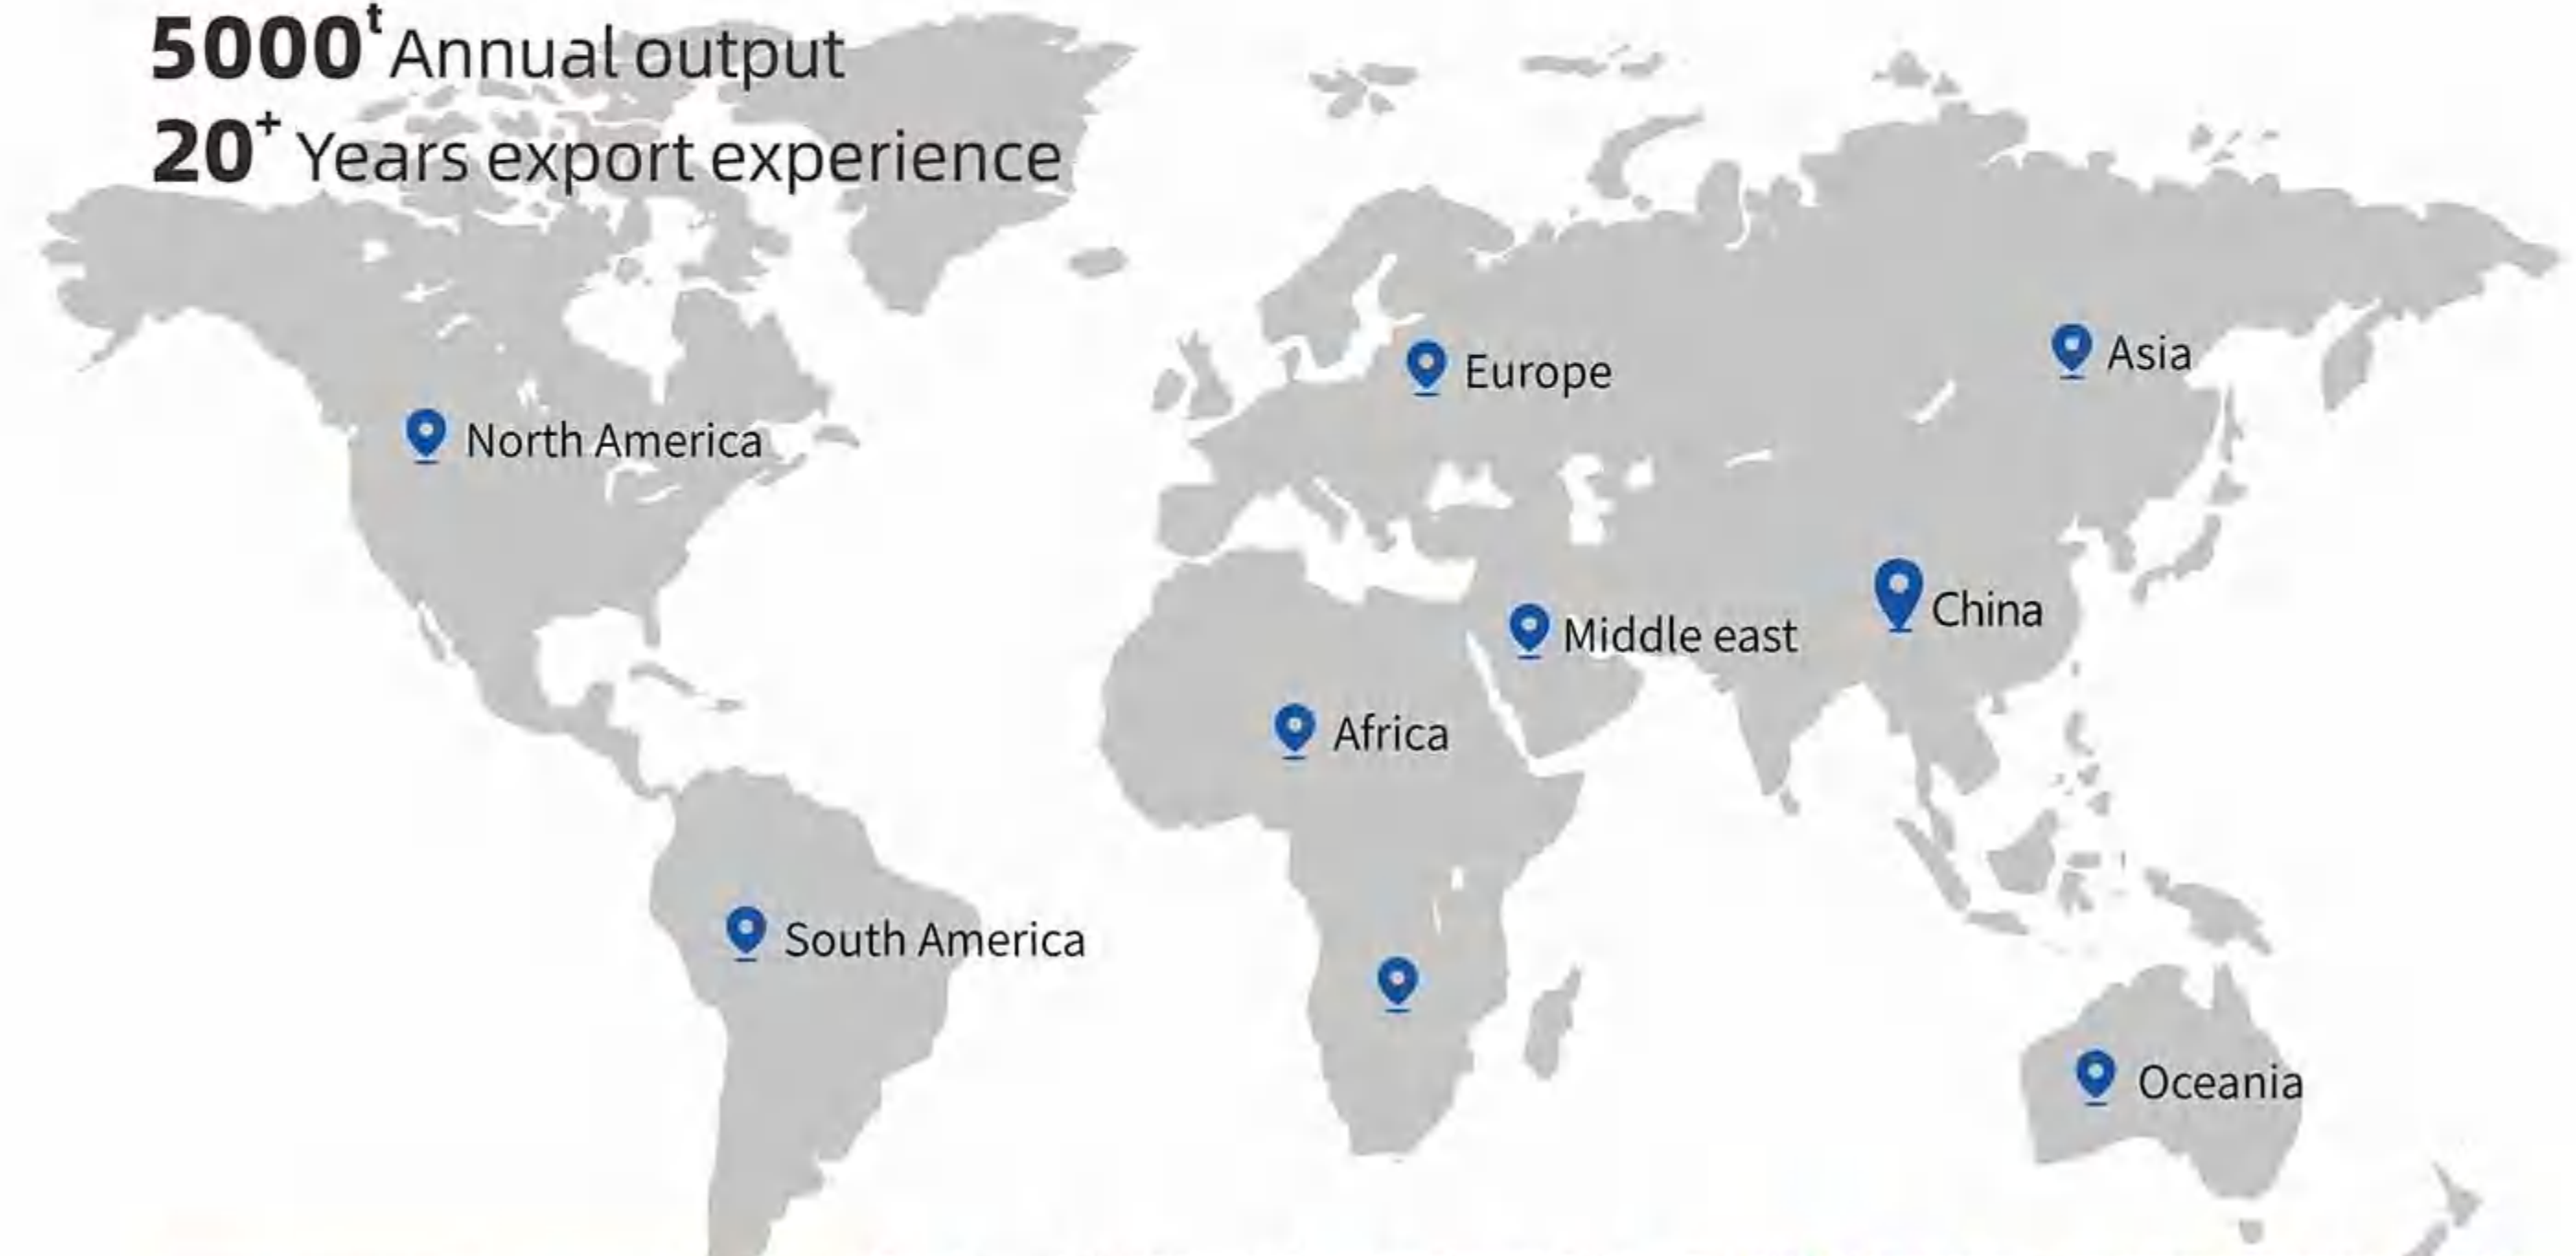 5000t Annual output
20+ Years export experience
Asia
Europe
North America
China
Middle east
Africa
South America
Oceania